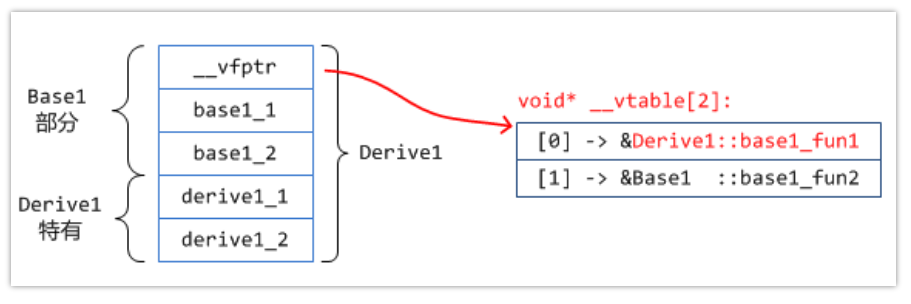 Base1
部分
__vfptr
base1_1
base1_2
Derive1
特有
derive1_1
derive1_2
Derive1
void* __vtable[2]:
[0] -> &Derive1::base1_fun1
[1] -> &Base1  ::base1_fun2